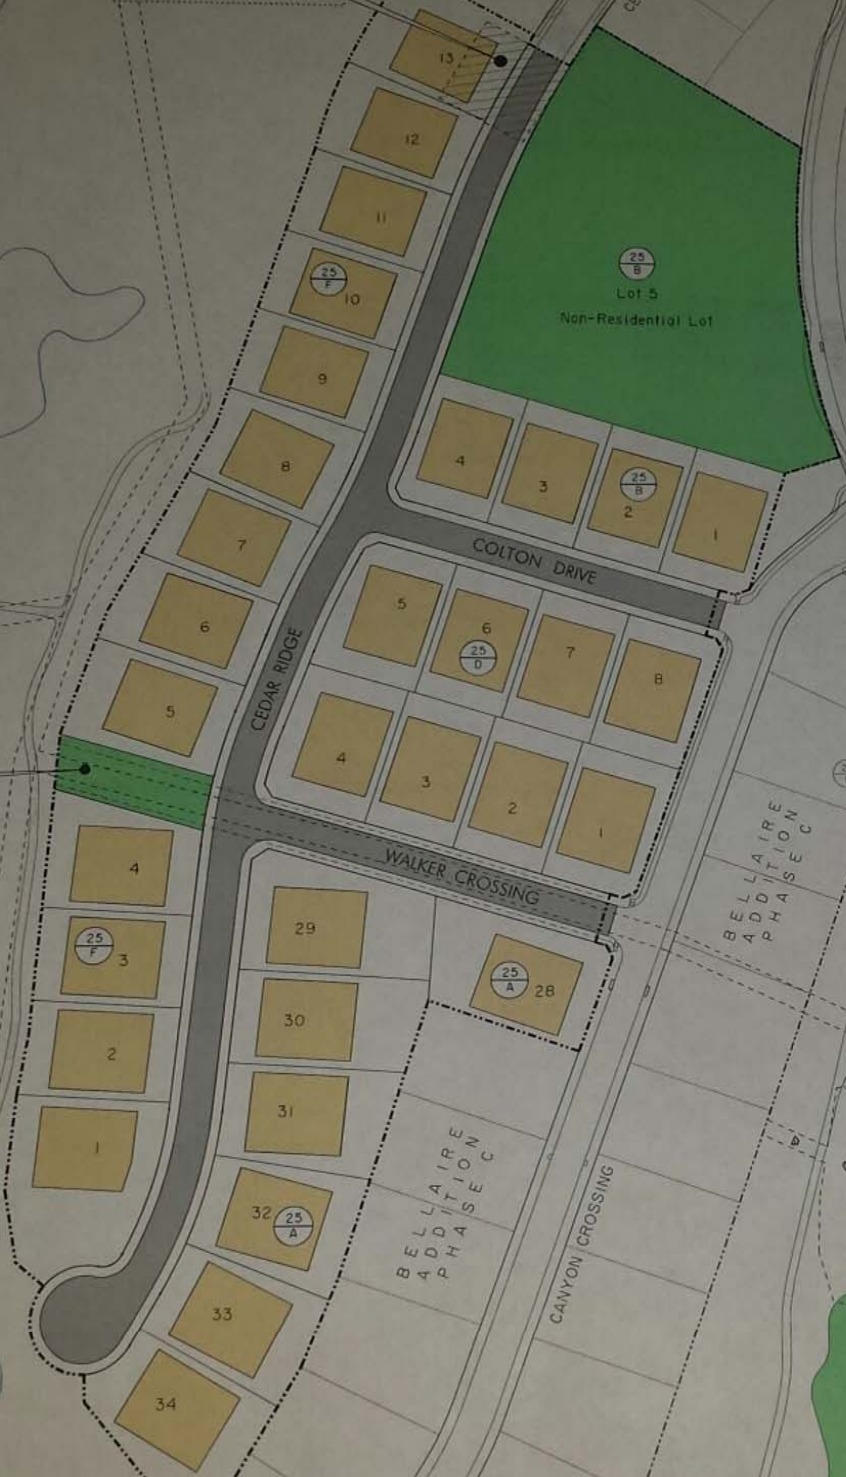 13
12
11
25
F
10
9
8
7
6
5
25
B
Lot 5
Non-Residential Lot
4
3
25
B
2
1
COLTON DRIVE
CEDAR RIDGE
5
6
25
D
7
8
4
3
2
1
WALKER CROSSING
4
25
F
3
2
1
29
25
A
28
30
31
32
25
A
33
34
BELLAIRE
ADDITION
PHASE C
BELLAIRE
ADDITION
PHASE C
CANYON CROSSING